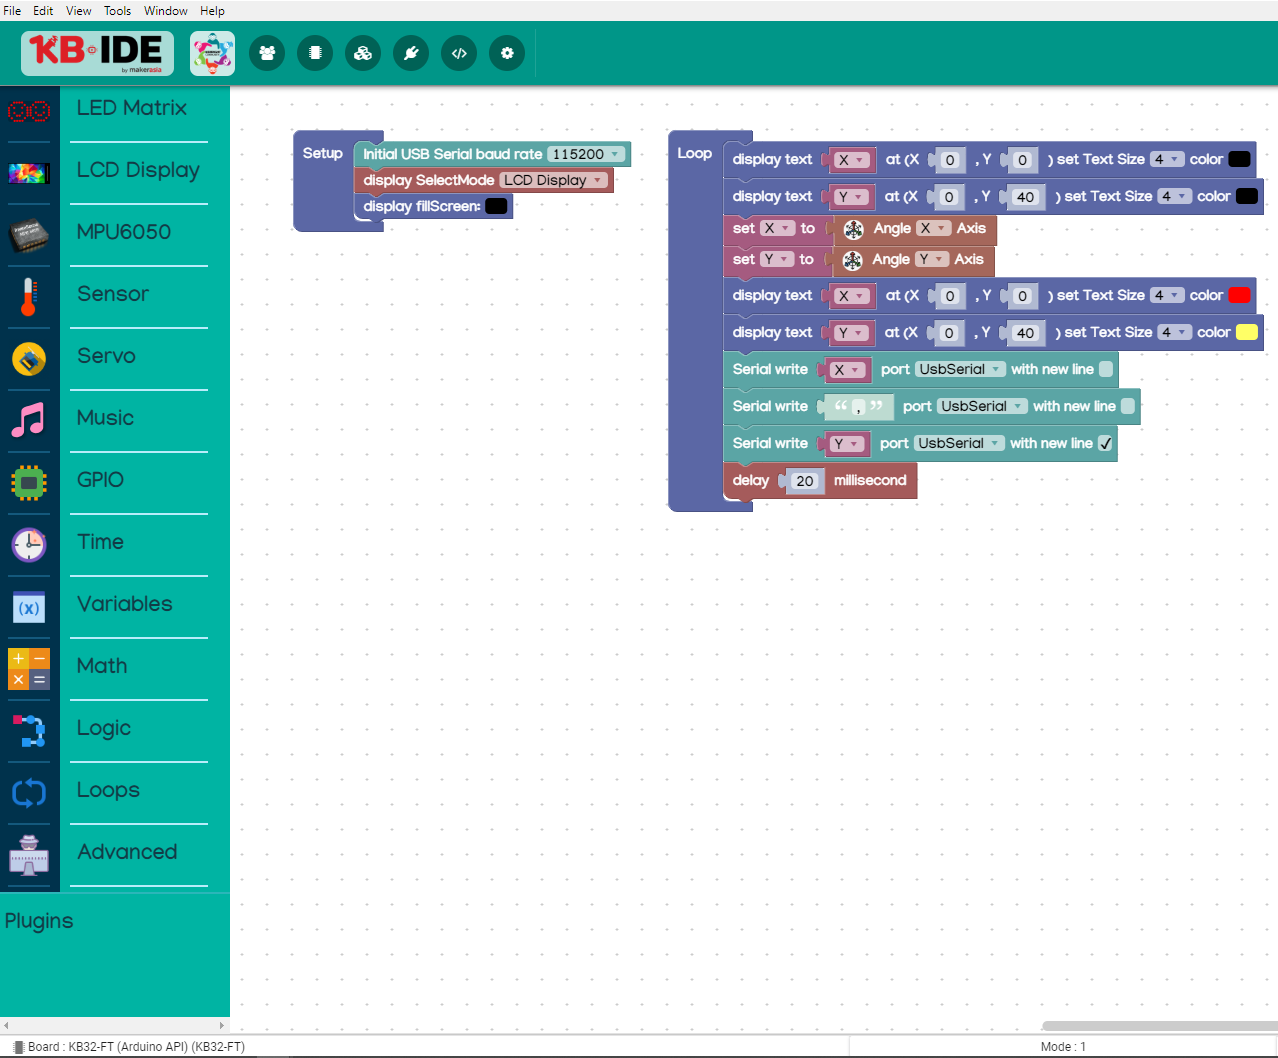 File Edit View Tools Window Help
KB IDE
by makerasia
LED Matrix
LCD Display
MPU6050
Sensor
Servo
Music
GPIO
Time
Variables
Math
Logic
Loops
Advanced
Plugins
Setup
Initial USB Serial baud rate 115200
display SelectMode LCD Display
display fillScreen:
Loop
display text X at (X 0 , Y 0 ) set Text Size 4 color
display text Y at (X 0 , Y 40 ) set Text Size 4 color
set X to Angle X Axis
set Y to Angle Y Axis
display text X at (X 0 , Y 0 ) set Text Size 4 color
display text Y at (X 0 , Y 40 ) set Text Size 4 color
Serial write X port UsbSerial with new line
Serial write “ , ” port UsbSerial with new line
Serial write Y port UsbSerial with new line ✓
delay 20 millisecond
Board : KB32-FT (Arduino API) (KB32-FT)
Mode : 1